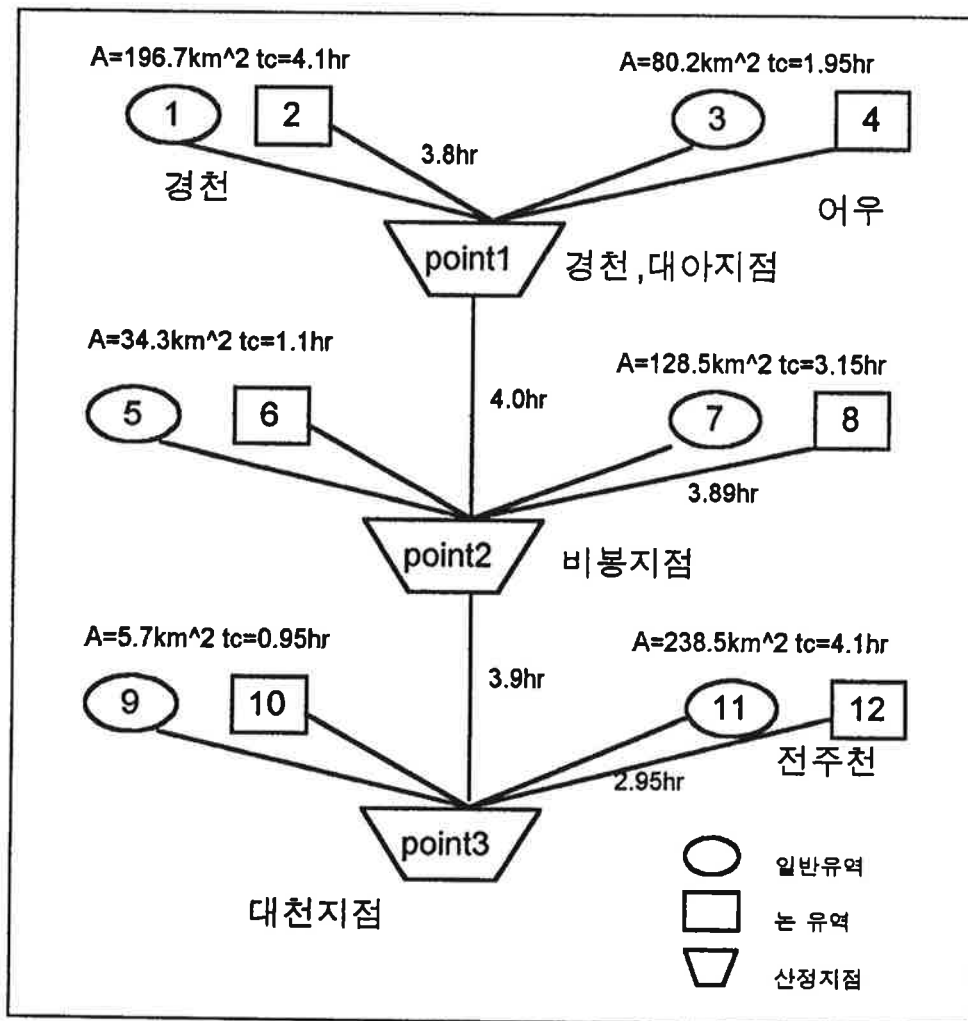 A=196.7km^2 tc=4.1hr
A=80.2km^2 tc=1.95hr
1
2
3
4
3.8hr
경천
어우
point1
경천,대아지점
A=34.3km^2 tc=1.1hr
A=128.5km^2 tc=3.15hr
5
6
4.0hr
7
8
3.89hr
point2
비봉지점
A=5.7km^2 tc=0.95hr
A=238.5km^2 tc=4.1hr
3.9hr
9
10
11
12
전주천
2.95hr
point3
대천지점
일반유역
논 유역
산정지점